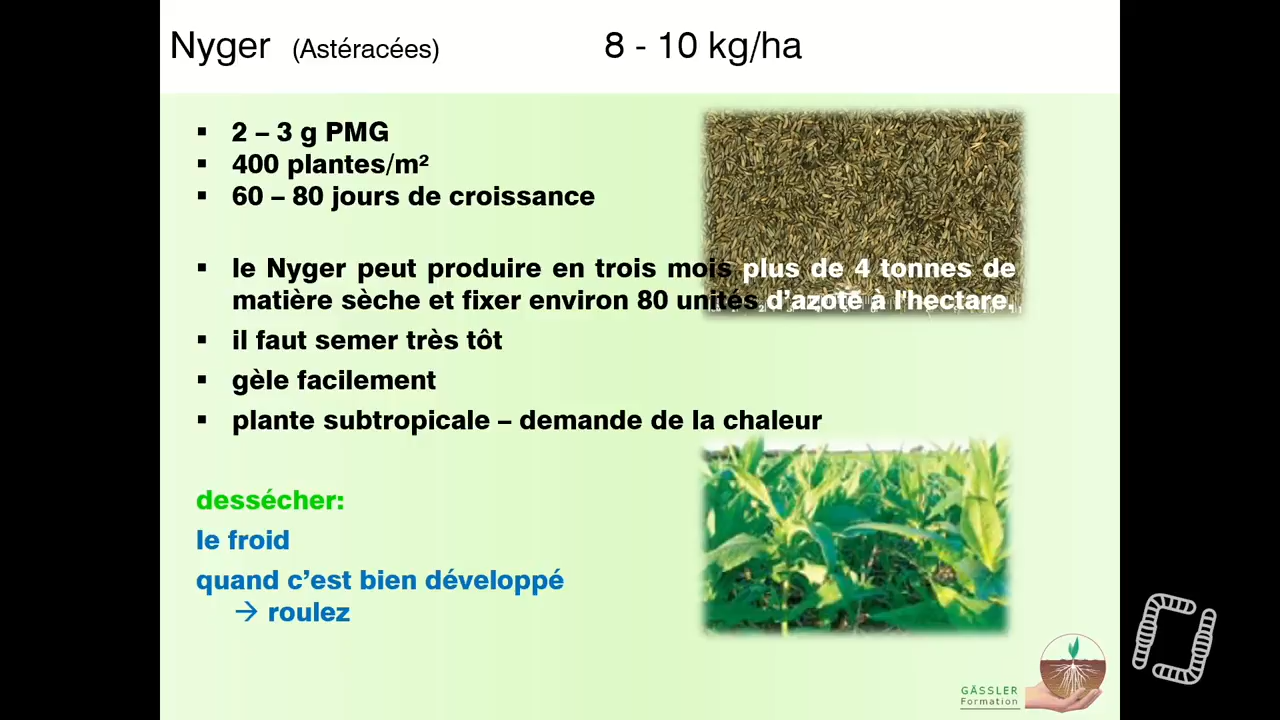 Nyger (Astéracées) 8 - 10 kg/ha
▪ 2 – 3 g PMG
▪ 400 plantes/m²
▪ 60 – 80 jours de croissance
▪ le Nyger peut produire en trois mois plus de 4 tonnes de
matière sèche et fixer environ 80 unités d’azote à l'hectare.
▪ il faut semer très tôt
▪ gèle facilement
▪ plante subtropicale – demande de la chaleur
dessécher:
le froid
quand c’est bien développé
→ roulez
GÄSSLER
Formation